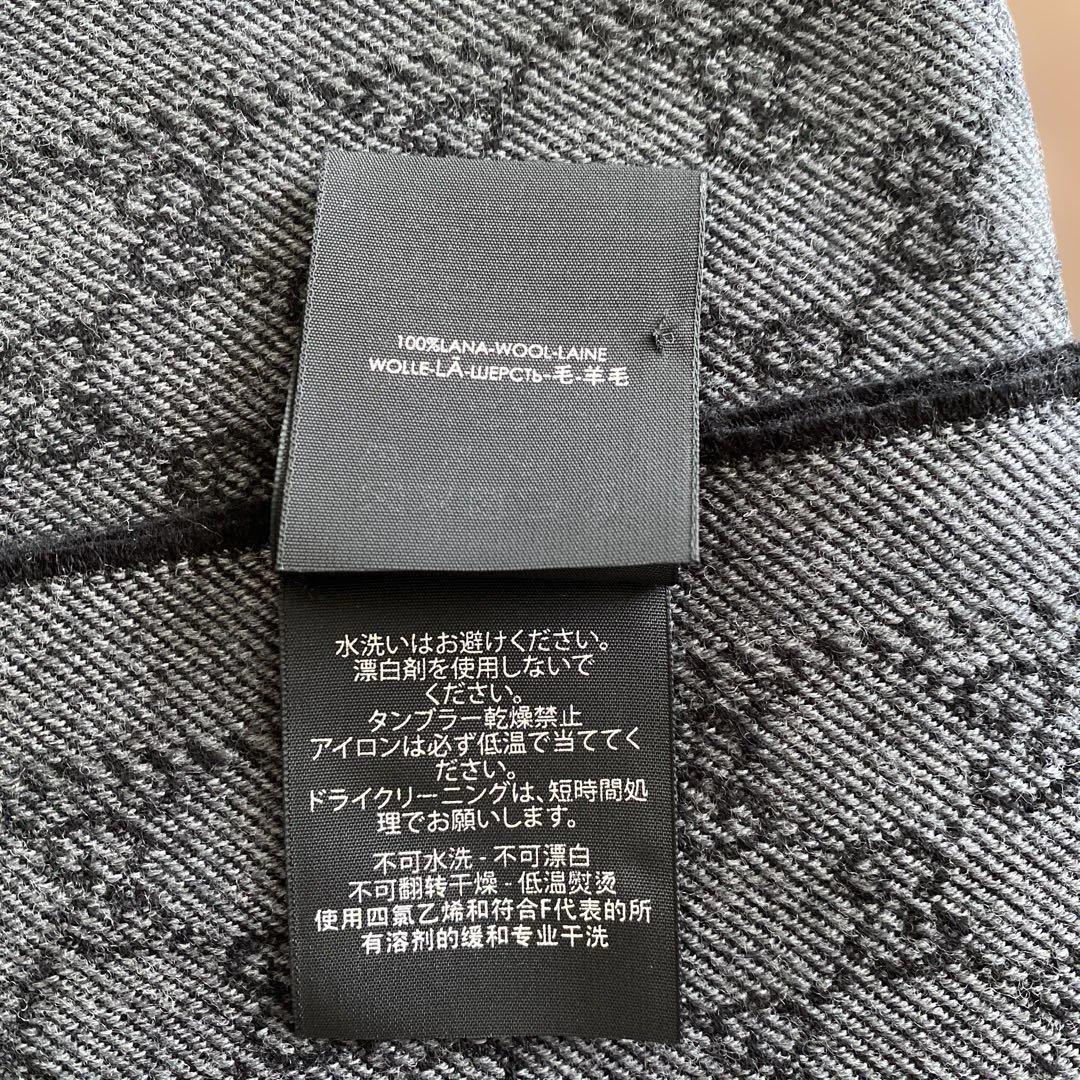 100%LANA-WOOL-LAINE
WOLLE-LÃ-ШЕРСТЬ-毛-羊毛
水洗いはお避けください。
漂白剤を使用しないで
ください。
タンブラー乾燥禁止
アイロンは必ず低温で当ててく
ださい。
ドライクリーニングは、短時間処
理でお願いします。
不可水洗 - 不可漂白
不可翻转干燥 - 低温熨烫
使用四氯乙烯和符合F代表的所
有溶剂的缓和专业干洗